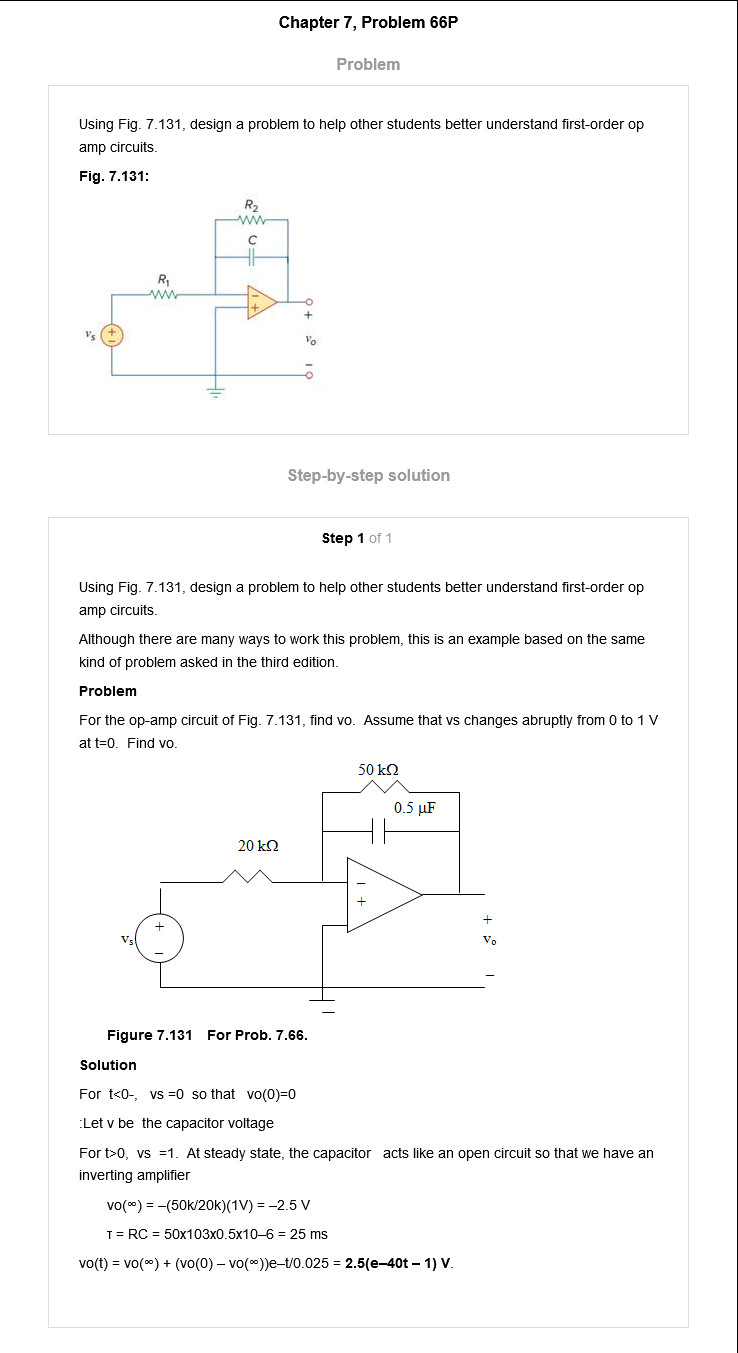 Chapter 7, Problem 66P
Problem
Using Fig. 7.131, design a problem to help other students better understand first-order op
amp circuits.
Fig. 7.131:
R₂
C
R₁
−
+
+
vₛ
+
−
vₒ
−
Step-by-step solution
Step 1 of 1
Using Fig. 7.131, design a problem to help other students better understand first-order op
amp circuits.
Although there are many ways to work this problem, this is an example based on the same
kind of problem asked in the third edition.
Problem
For the op-amp circuit of Fig. 7.131, find vo. Assume that vs changes abruptly from 0 to 1 V
at t=0. Find vo.
50 kΩ
0.5 μF
20 kΩ
−
+
+
+
vₛ
vₒ
−
−
Figure 7.131 For Prob. 7.66.
Solution
For t<0-, vs =0 so that vo(0)=0
:Let v be the capacitor voltage
For t>0, vs =1. At steady state, the capacitor acts like an open circuit so that we have an
inverting amplifier
vo(∞) = –(50k/20k)(1V) = –2.5 V
τ = RC = 50x103x0.5x10–6 = 25 ms
vo(t) = vo(∞) + (vo(0) – vo(∞))e–t/0.025 = 2.5(e–40t – 1) V.